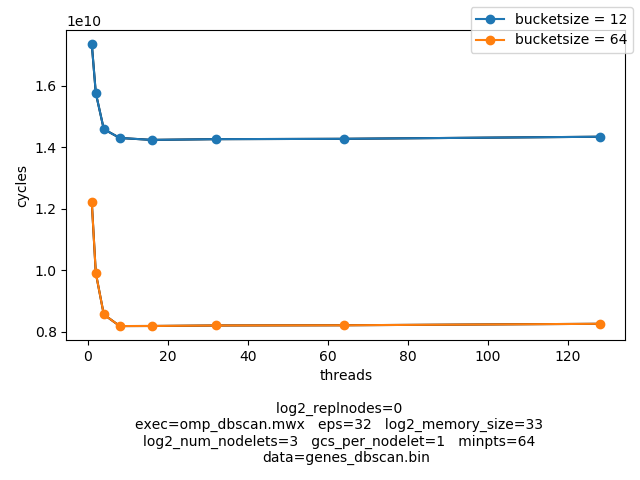 1e10
bucketsize = 12
bucketsize = 64
1.6
1.4
1.2
1.0
0.8
cycles
0 20 40 60 80 100 120
threads
log2_replnodes=0
exec=omp_dbscan.mwx eps=32 log2_memory_size=33
log2_num_nodelets=3 gcs_per_nodelet=1 minpts=64
data=genes_dbscan.bin